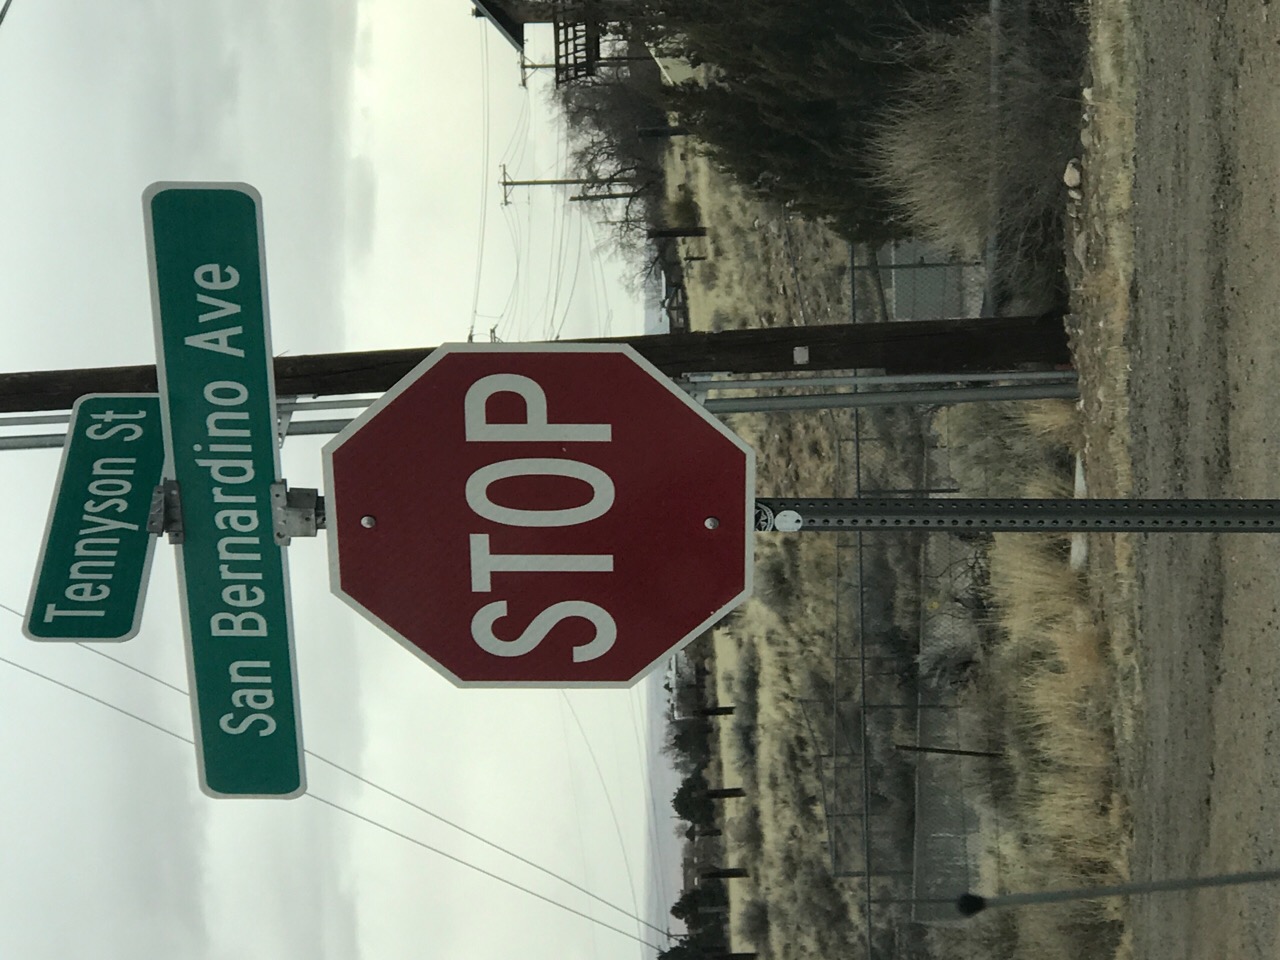 Tennyson St
San Bernardino Ave
STOP